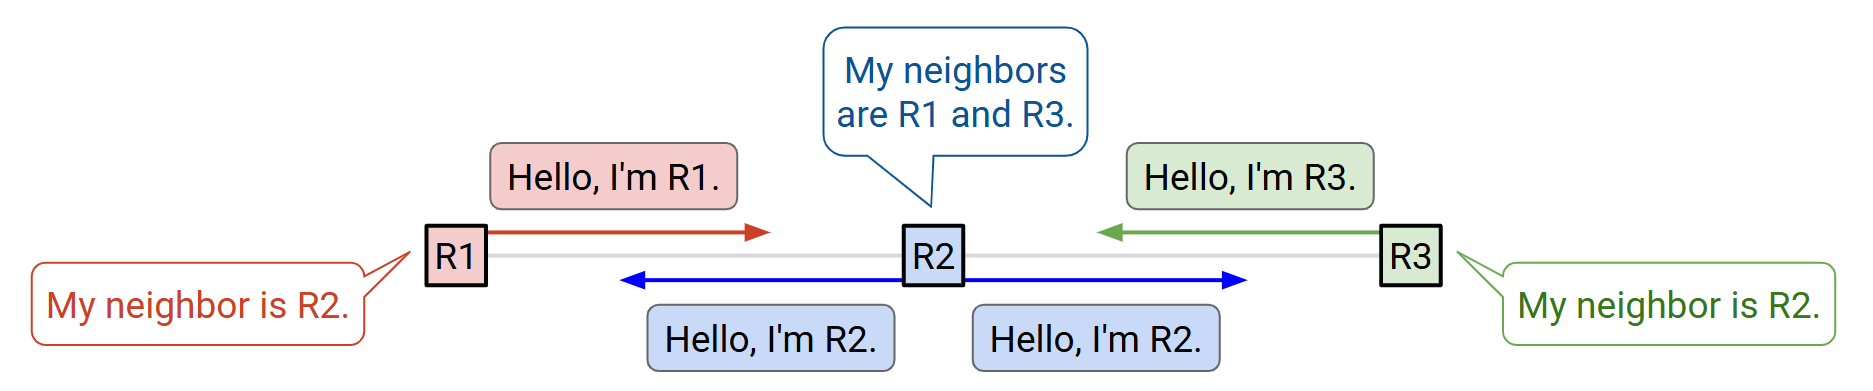 My neighbors
are R1 and R3.
Hello, I'm R1.
Hello, I'm R3.
R1
R2
R3
My neighbor is R2.
My neighbor is R2.
Hello, I'm R2.
Hello, I'm R2.